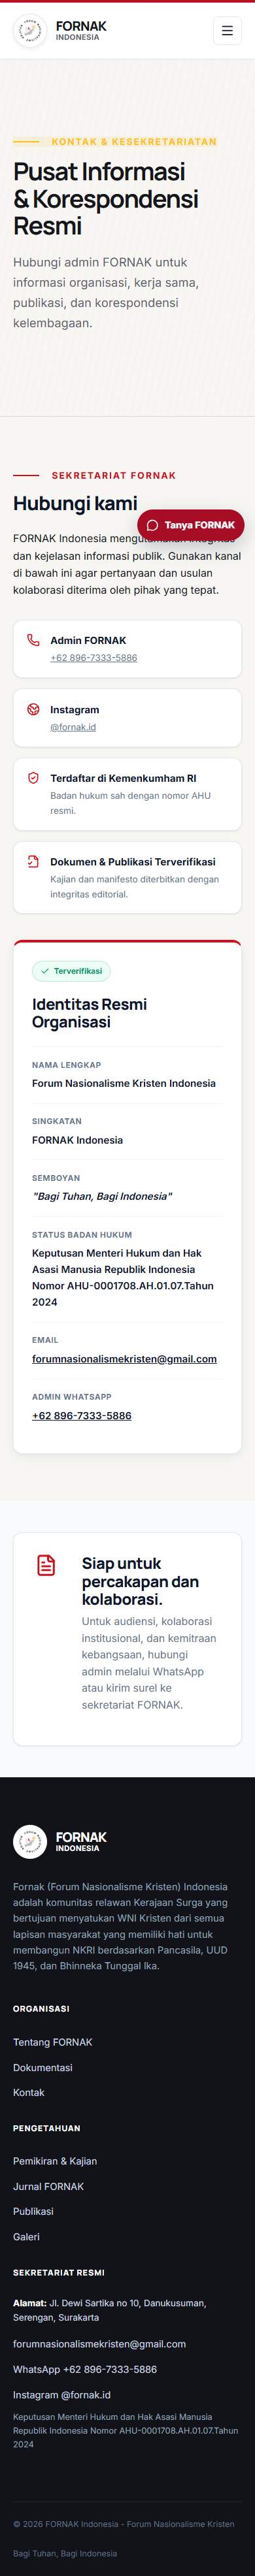 FORNAK
INDONESIA
KONTAK & KESEKRETARIATAN
Pusat Informasi
& Korespondensi
Resmi
Hubungi admin FORNAK untuk
informasi organisasi, kerja sama,
publikasi, dan korespondensi
kelembagaan.
SEKRETARIAT FORNAK
Hubungi kami
Tanya FORNAK
FORNAK Indonesia
dan kejelasan informasi publik. Gunakan kanal
di bawah ini agar pertanyaan dan usulan
kolaborasi diterima oleh pihak yang tepat.
Admin FORNAK
+62 896-7333-5886
Instagram
@fornak.id
Terdaftar di Kemenkumham RI
Badan hukum sah dengan nomor AHU
resmi.
Dokumen & Publikasi Terverifikasi
Kajian dan manifesto diterbitkan dengan
integritas editorial.
Terverifikasi
Identitas Resmi
Organisasi
NAMA LENGKAP
Forum Nasionalisme Kristen Indonesia
SINGKATAN
FORNAK Indonesia
SEMBOYAN
"Bagi Tuhan, Bagi Indonesia"
STATUS BADAN HUKUM
Keputusan Menteri Hukum dan Hak
Asasi Manusia Republik Indonesia
Nomor AHU-0001708.AH.01.07.Tahun
2024
EMAIL
forumnasionalismekristen@gmail.com
ADMIN WHATSAPP
+62 896-7333-5886
Siap untuk
percakapan dan
kolaborasi.
Untuk audiensi, kolaborasi
institusional, dan kemitraan
kebangsaan, hubungi
admin melalui WhatsApp
atau kirim surel ke
sekretariat FORNAK.
FORNAK
INDONESIA
Fornak (Forum Nasionalisme Kristen) Indonesia
adalah komunitas relawan Kerajaan Surga yang
bertujuan menyatukan WNI Kristen dari semua
lapisan masyarakat yang memiliki hati untuk
membangun NKRI berdasarkan Pancasila, UUD
1945, dan Bhinneka Tunggal Ika.
ORGANISASI
Tentang FORNAK
Dokumentasi
Kontak
PENGETAHUAN
Pemikiran & Kajian
Jurnal FORNAK
Publikasi
Galeri
SEKRETARIAT RESMI
Alamat: Jl. Dewi Sartika no 10, Danukusuman,
Serengan, Surakarta
forumnasionalismekristen@gmail.com
WhatsApp +62 896-7333-5886
Instagram @fornak.id
Keputusan Menteri Hukum dan Hak Asasi Manusia
Republik Indonesia Nomor AHU-0001708.AH.01.07.Tahun
2024
© 2026 FORNAK Indonesia - Forum Nasionalisme Kristen
Bagi Tuhan, Bagi Indonesia